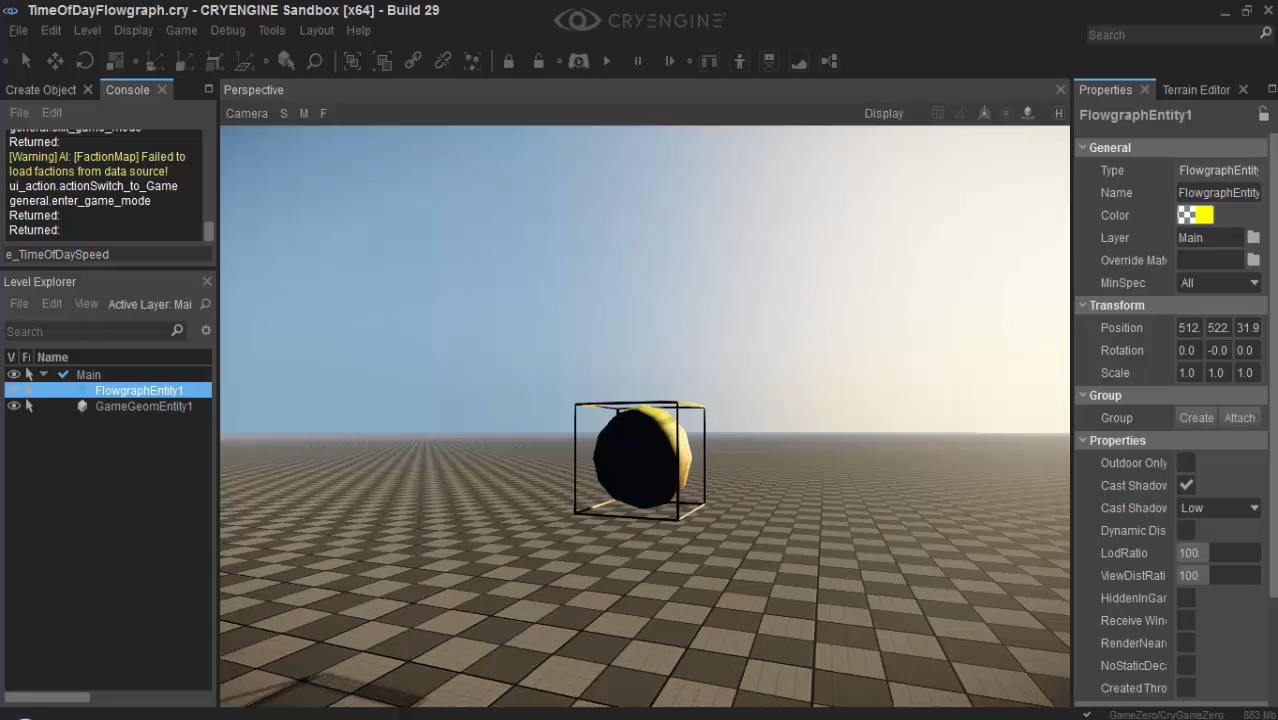 TimeOfDayFlowgraph.cry - CRYENGINE Sandbox [x64] - Build 29
CRYENGINE
File Edit Level Display Game Debug Tools Layout Help
Search
Create Object
Console
File Edit
Returned:
[Warning] AI: [FactionMap] Failed to
load factions from data source!
ui_action.actionSwitch_to_Game
general.enter_game_mode
Returned:
Returned:
e_TimeOfDaySpeed
Level Explorer
File Edit View Active Layer: Mai
Search
V Name
Main
FlowgraphEntity1
GameGeomEntity1
Perspective
Camera S M F
Display
H
Properties
Terrain Editor
FlowgraphEntity1
General
Type FlowgraphEntit
Name FlowgraphEntity
Color
Layer Main
Override Mat
MinSpec All
Transform
Position 512. 522. 31.9
Rotation 0.0 -0.0 0.0
Scale 1.0 1.0 1.0
Group
Group Create Attach
Properties
Outdoor Only
Cast Shadow
Cast Shadow Low
Dynamic Dis
LodRatio 100
ViewDistRati 100
HiddenInGar
Receive Win
RenderNear
NoStaticDec
Created Thro
GameZero/CryGameZero 883 Mb